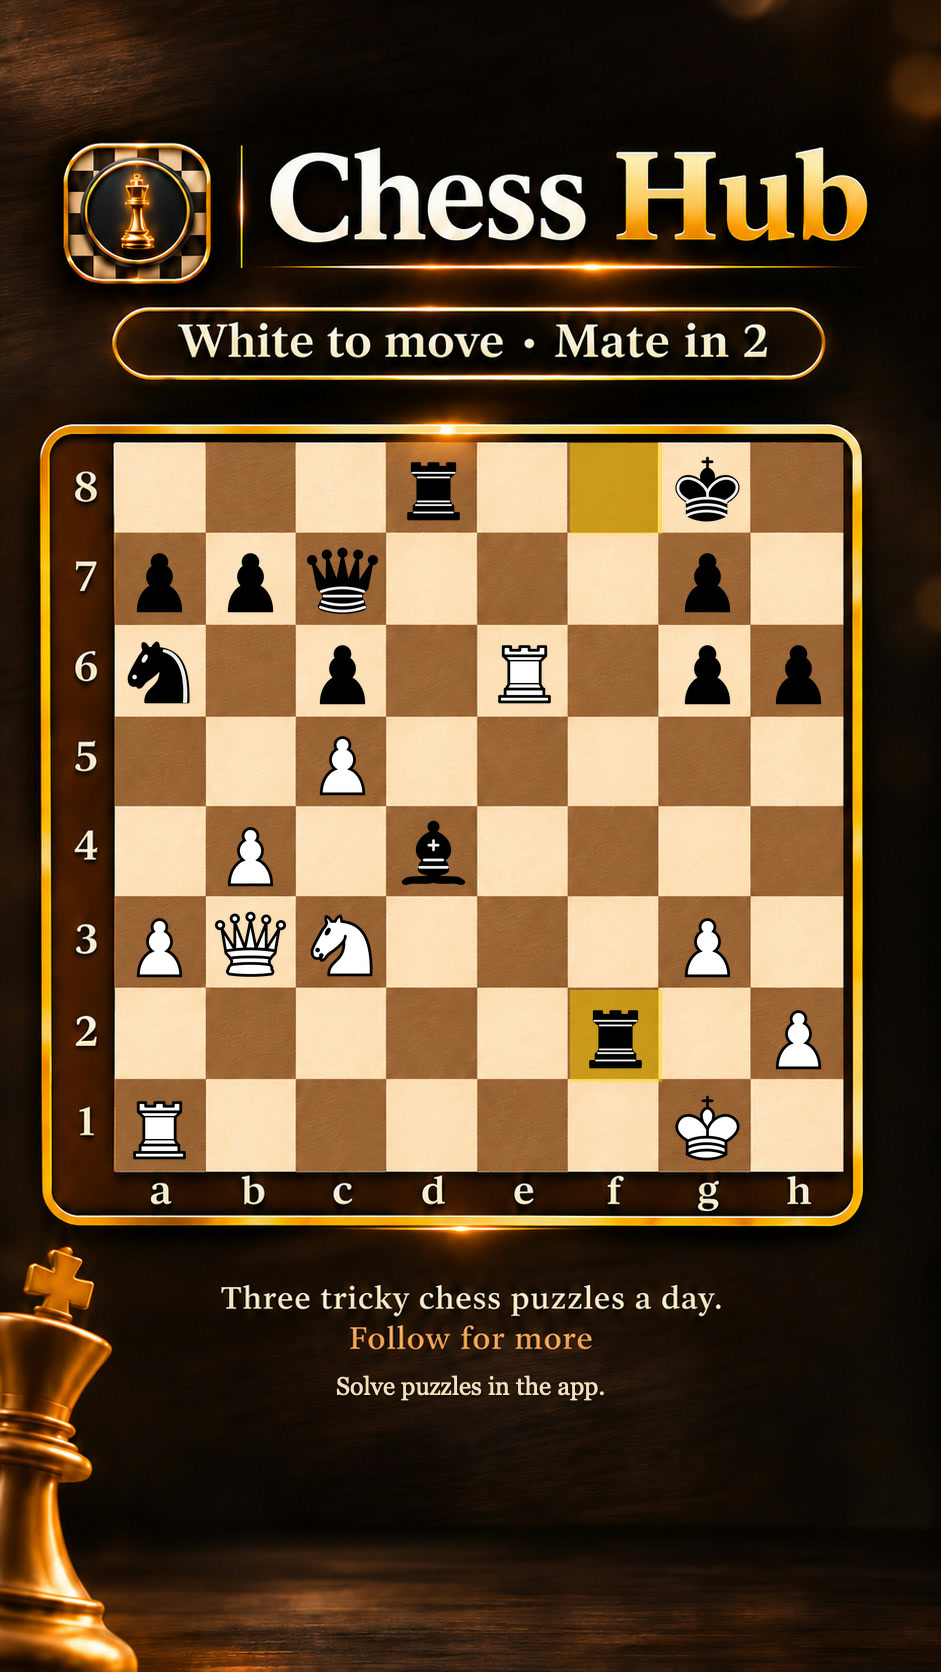 Chess Hub
White to move • Mate in 2
8
7
6
5
4
3
2
1
a b c d e f g h
Three tricky chess puzzles a day.
Follow for more
Solve puzzles in the app.